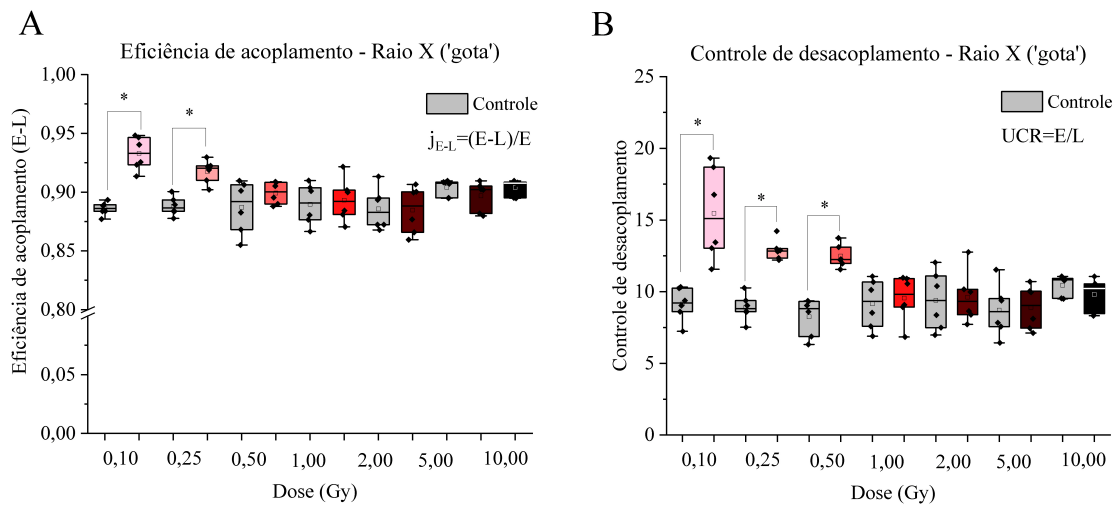 A
Eficiência de acoplamento - Raio X ('gota')
1,00
0,95
0,90
0,85
0,80
0,05
0,00
Eficiência de acoplamento (E-L)
*
*
Controle
j_E-L=(E-L)/E
0,10
0,25
0,50
1,00
2,00
5,00
10,00
Dose (Gy)
B
Controle de desacoplamento - Raio X ('gota')
25
20
15
10
5
0
Controle de desacoplamento
*
*
*
Controle
UCR=E/L
0,10
0,25
0,50
1,00
2,00
5,00
10,00
Dose (Gy)